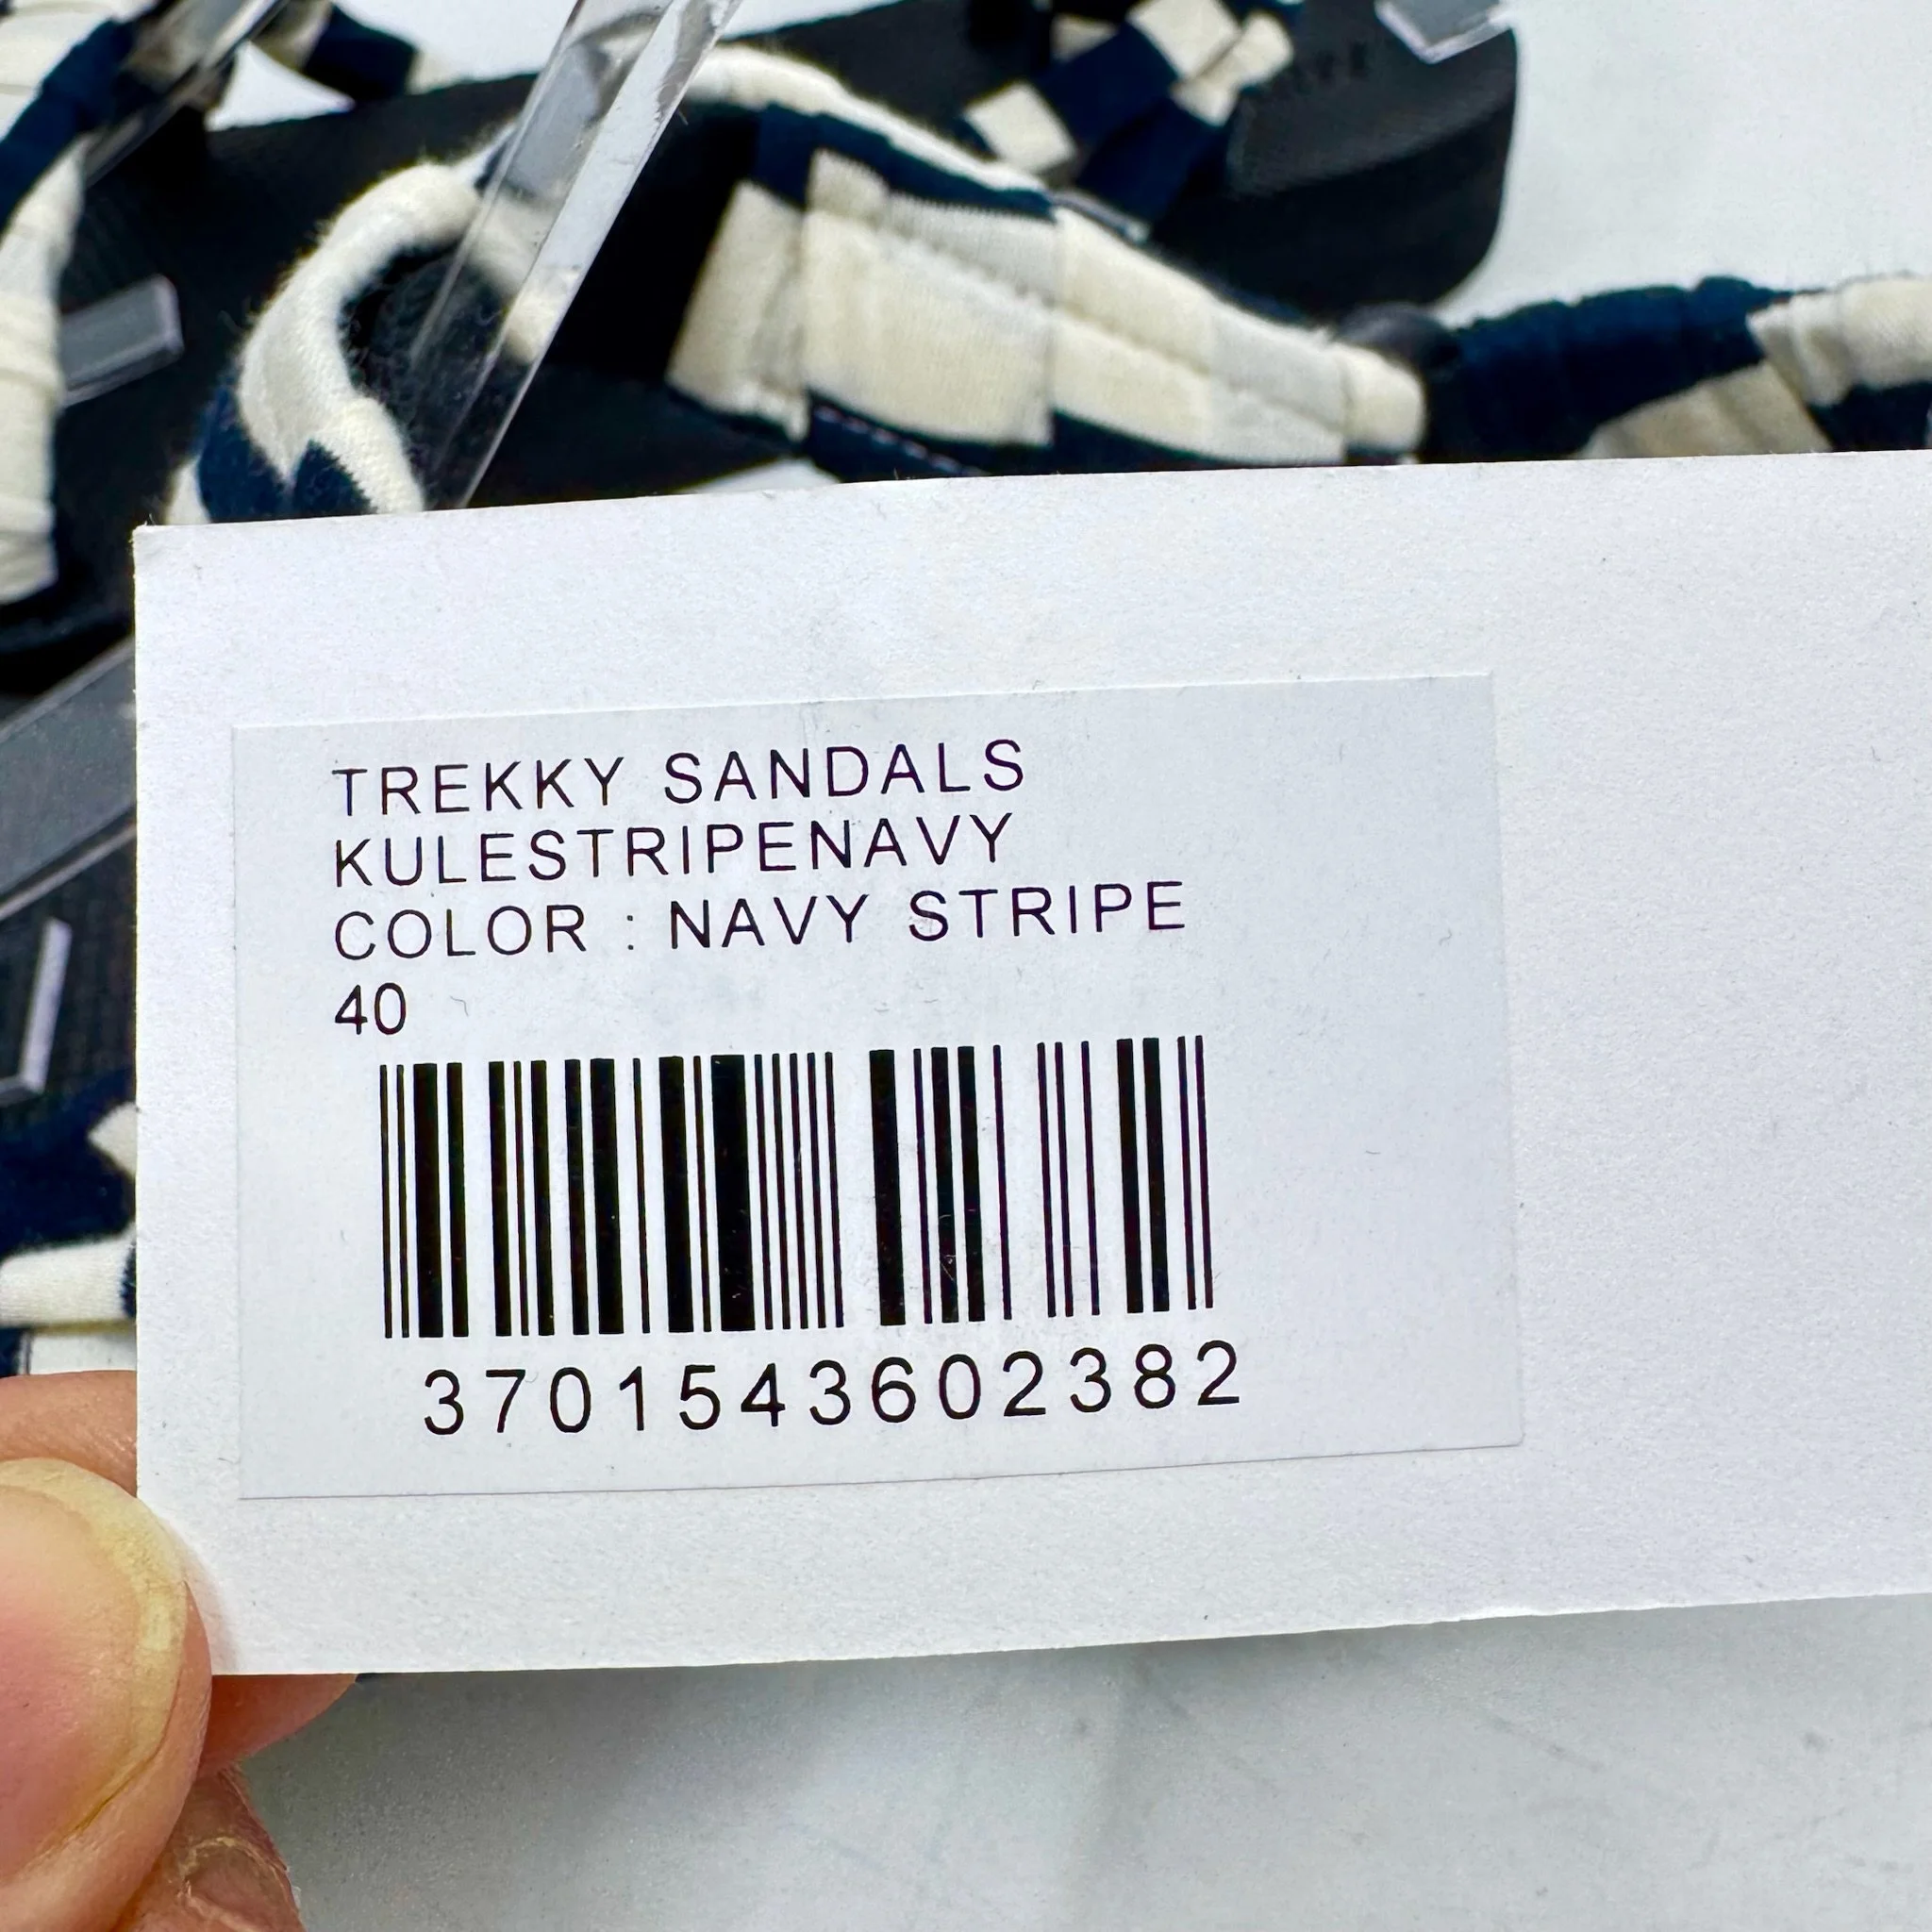 TREKKY SANDALS
KULESTRIPENAVY
COLOR : NAVY STRIPE
40
3701543602382